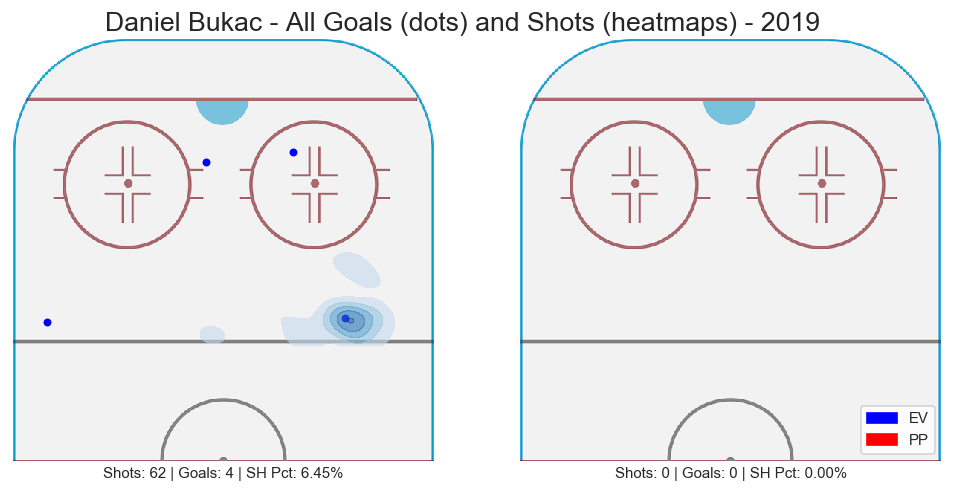 Daniel Bukac - All Goals (dots) and Shots (heatmaps) - 2019
EV
PP
Shots: 62 | Goals: 4 | SH Pct: 6.45%
Shots: 0 | Goals: 0 | SH Pct: 0.00%